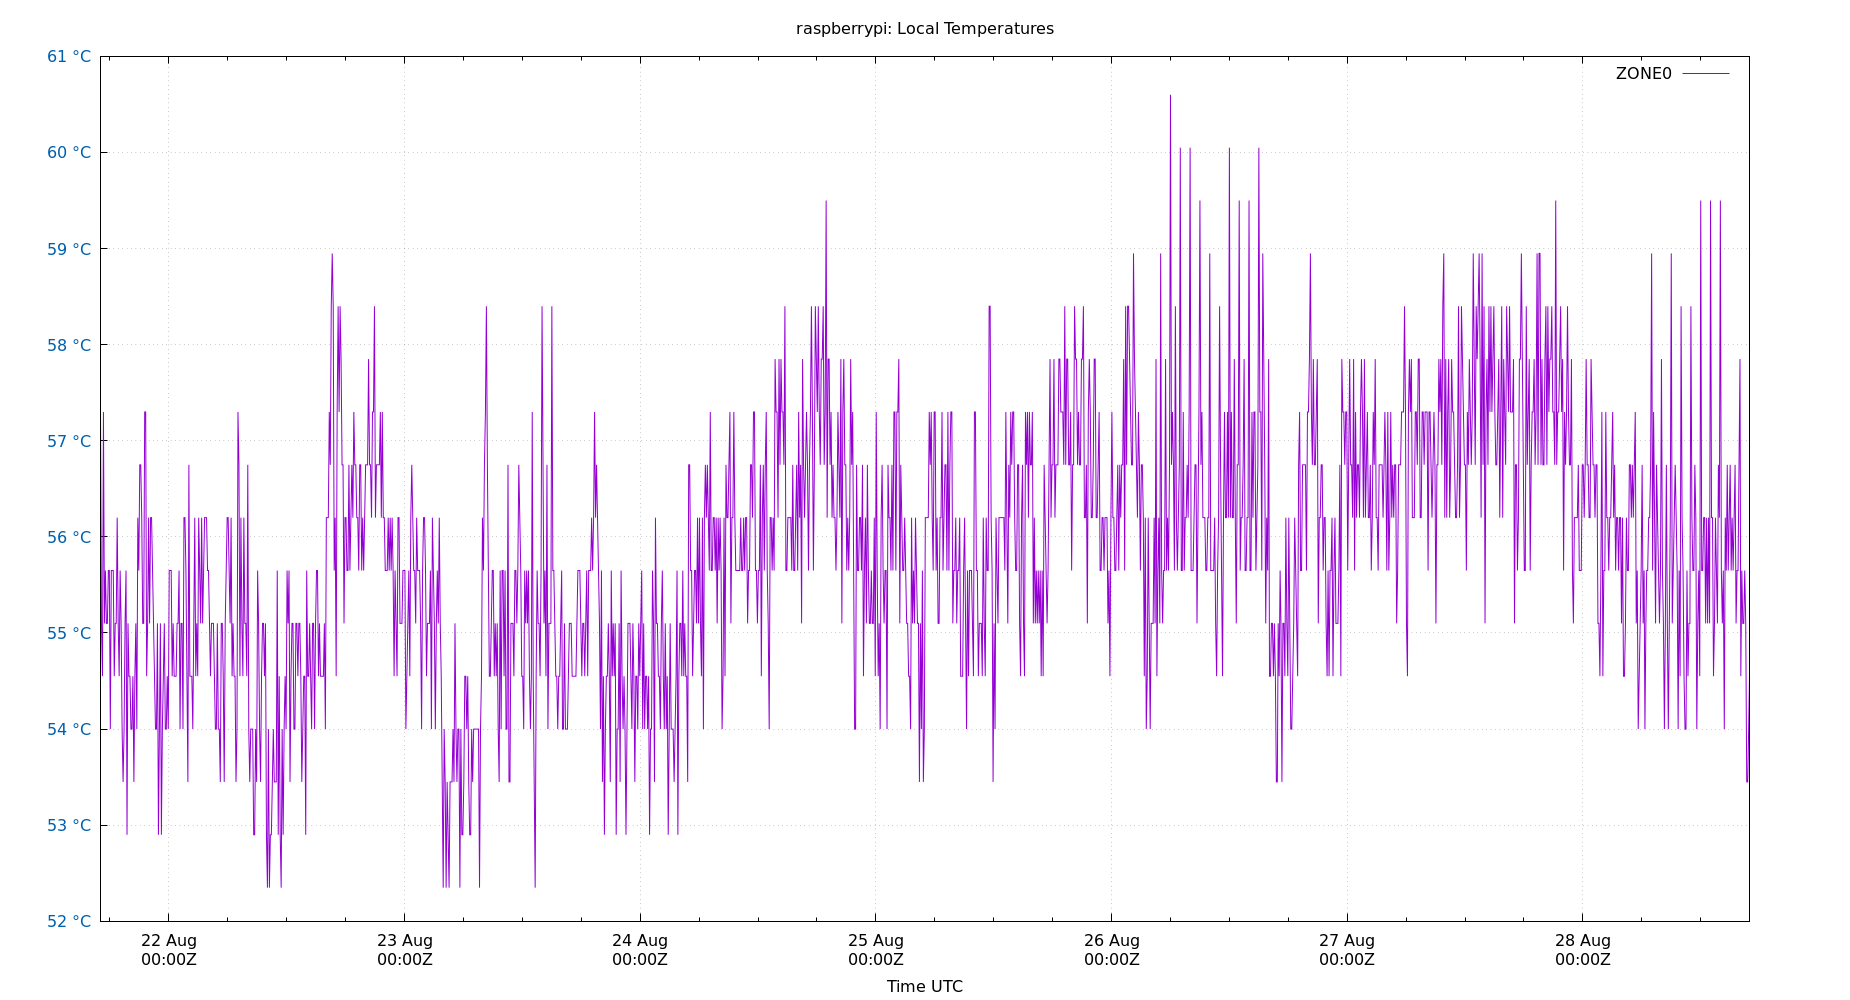 raspberrypi: Local Temperatures
61 °C
60 °C
59 °C
58 °C
57 °C
56 °C
55 °C
54 °C
53 °C
52 °C
ZONE0
22 Aug
00:00Z
23 Aug
00:00Z
24 Aug
00:00Z
25 Aug
00:00Z
26 Aug
00:00Z
27 Aug
00:00Z
28 Aug
00:00Z
Time UTC